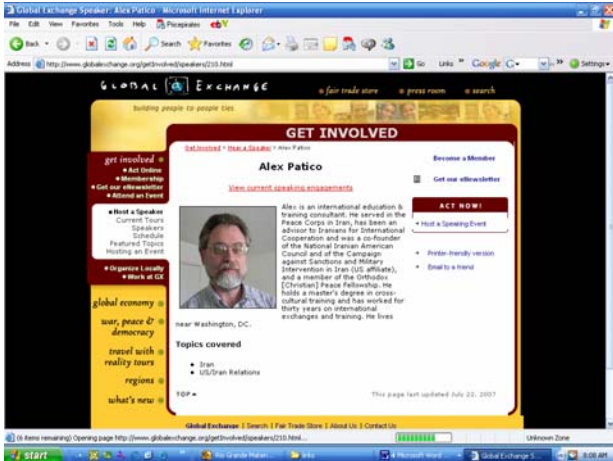 Global Exchange Speaker: Alex Patico - Microsoft Internet Explorer
File Edit View Favorites Tools Help
Back Search Favorites
Address http://www.globalexchange.org/getInvolved/speakers/210.html Go Links Google Settings
GLOBAL EXCHANGE fair trade store press room search
building people-to-people ties
GET INVOLVED
Get Involved > Hear a Speaker > Alex Patico
get involved
Act Online
Membership
Get our eNewsletter
Attend an Event
Host a Speaker
Current Tours
Speakers
Schedule
Featured Topics
Hosting an Event
Organize Locally
Work at GX
global economy
war, peace &
democracy
travel with
reality tours
regions
what's new
Alex Patico
View current speaking engagements
Alex is an international education &
training consultant. He served in the
Peace Corps in Iran, has been an
advisor to Iranians for International
Cooperation and was a co-founder
of the National Iranian American
Council and of the Campaign
against Sanctions and Military
Intervention in Iran (US affiliate),
and a member of the Orthodox
[Christian] Peace Fellowship. He
holds a master's degree in cross-
cultural training and has worked for
thirty years on international
exchanges and training. He lives
near Washington, DC.
Topics covered
Iran
US/Iran Relations
TOP
This page last updated July 22, 2007
Become a Member
Get our eNewsletter
ACT NOW!
Host a Speaking Event
Printer-friendly version
Email to a friend
Global Exchange | Search | Fair Trade Store | About Us | Contact Us
(6 items remaining) Opening page http://www.globalexchange.org/getInvolved/speakers/210.html... Unknown Zone
start Microsoft Word Global Exchange S... 8:00 AM